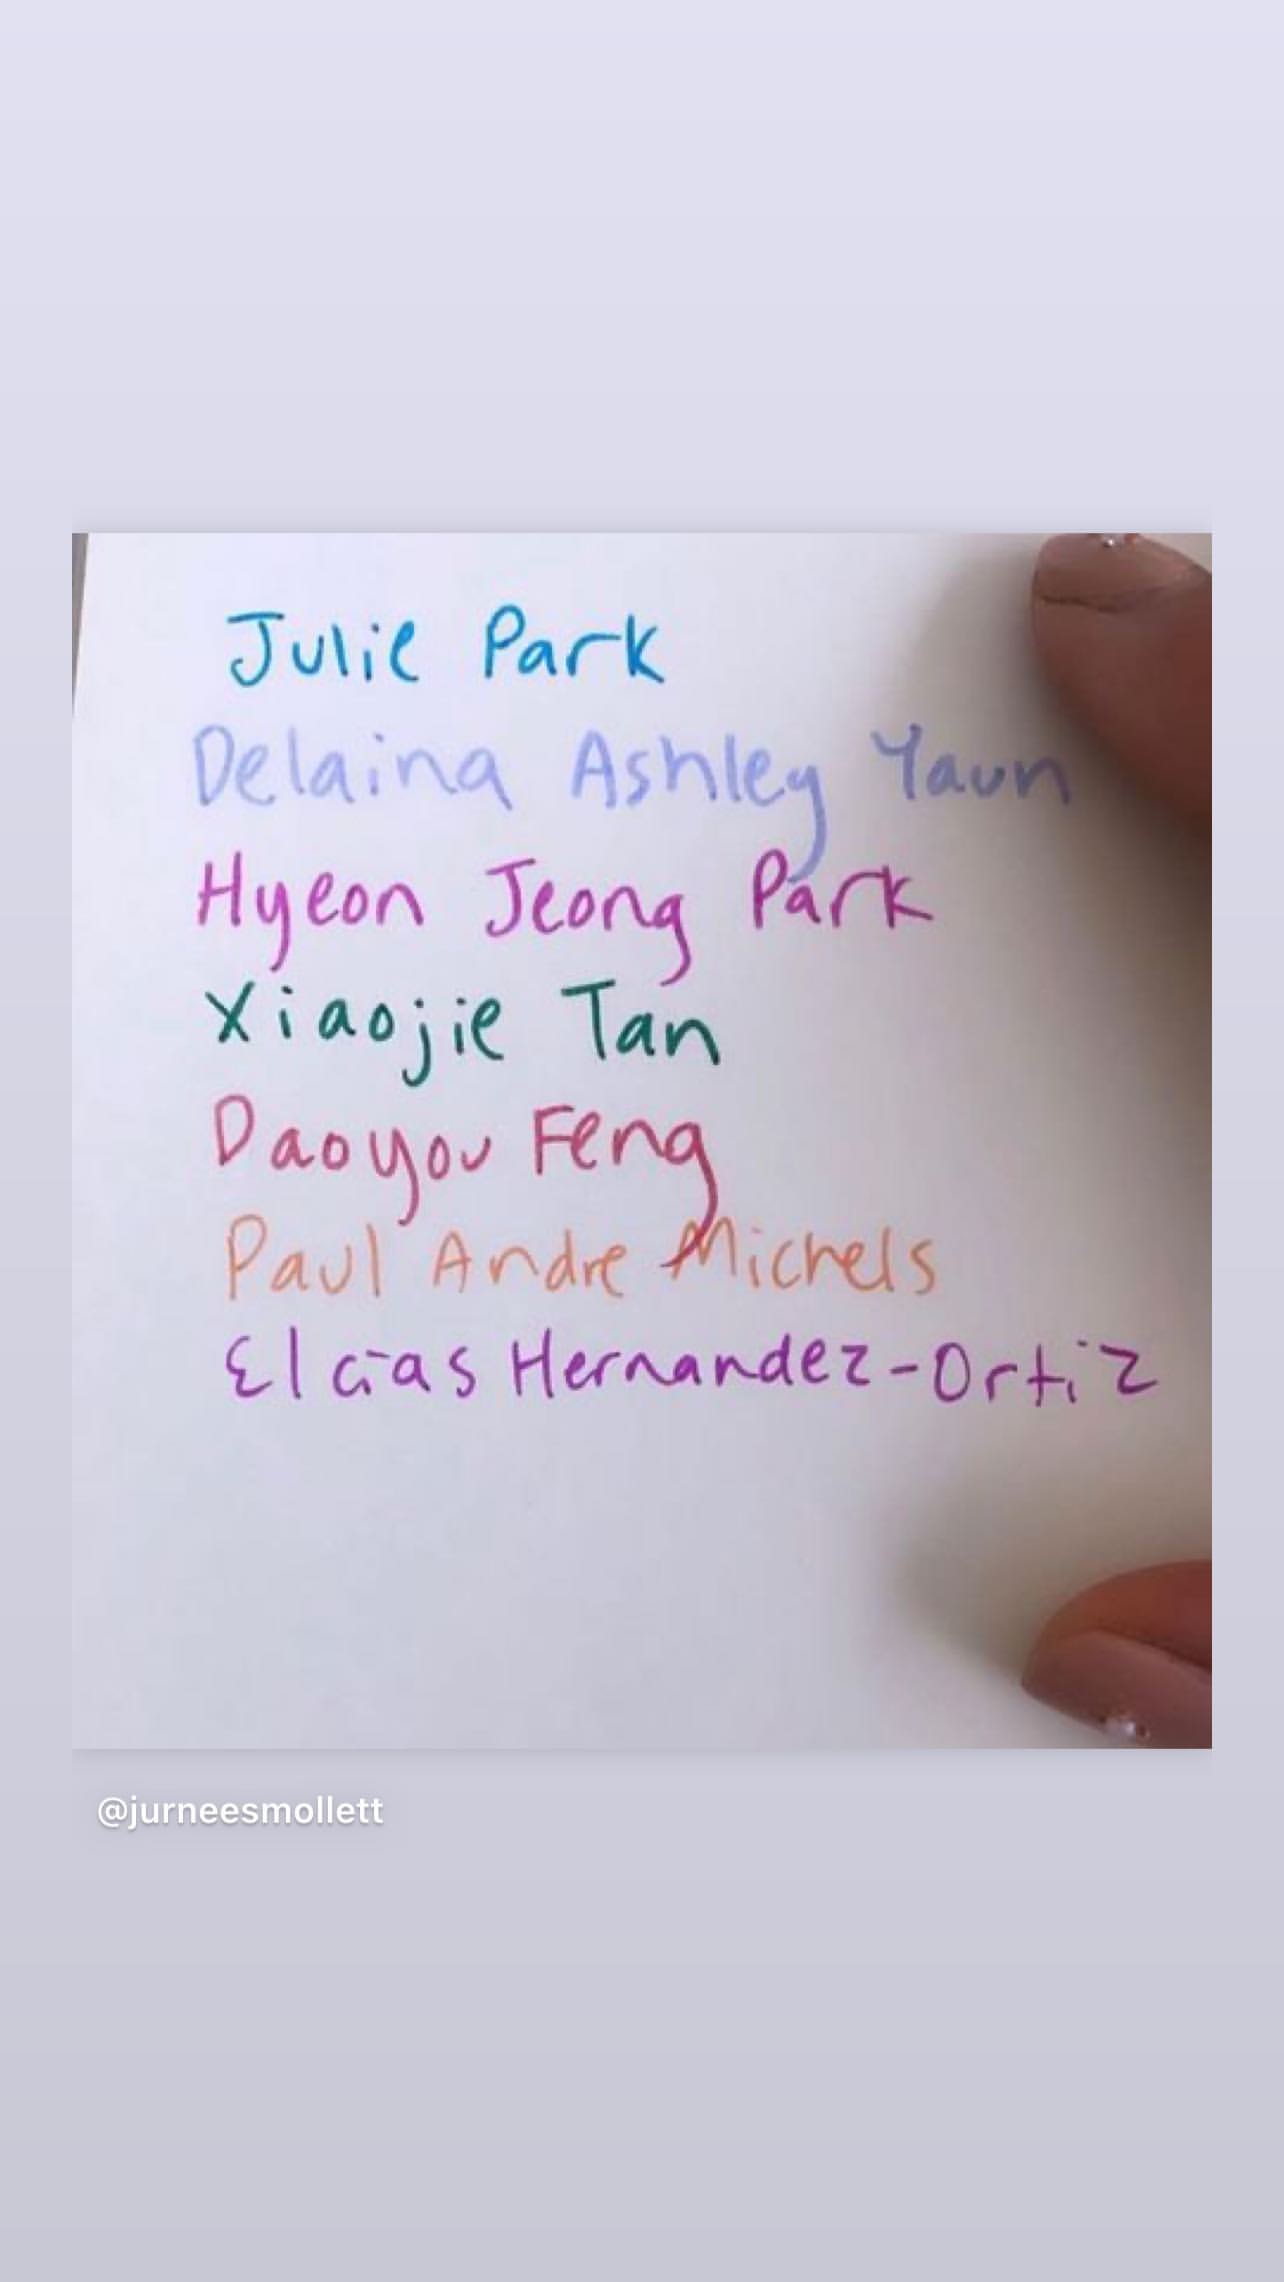 Julie Park
Delaina Ashley Yaun
Hyeon Jeong Park
Xiaojie Tan
Daoyou Feng
Paul Andre Michels
Elcias Hernandez-Ortiz
@jurneesmollett